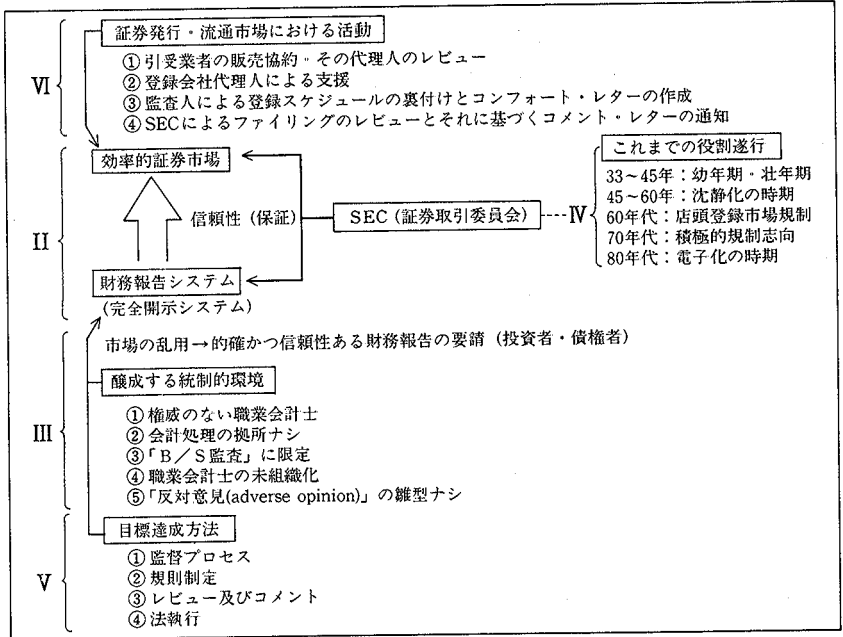 証券発行・流通市場における活動
①引受業者の販売協約・その代理人のレビュー
②登録会社代理人による支援
③監査人による登録スケジュールの裏付けとコンフォート・レターの作成
④SECによるファイリングのレビューとそれに基づくコメント・レターの通知
VI
効率的証券市場
信頼性(保証)
SEC(証券取引委員会)
IV
これまでの役割遂行
33～45年：幼年期・壮年期
45～60年：沈静化の時期
60年代：店頭登録市場規制
70年代：積極的規制志向
80年代：電子化の時期
II
財務報告システム
(完全開示システム)
市場の乱用→的確かつ信頼性ある財務報告の要請(投資者・債権者)
醸成する統制的環境
①権威のない職業会計士
②会計処理の拠所ナシ
③「B／S監査」に限定
④職業会計士の未組織化
⑤「反対意見(adverse opinion)」の雛型ナシ
III
目標達成方法
①監督プロセス
②規則制定
③レビュー及びコメント
④法執行
V